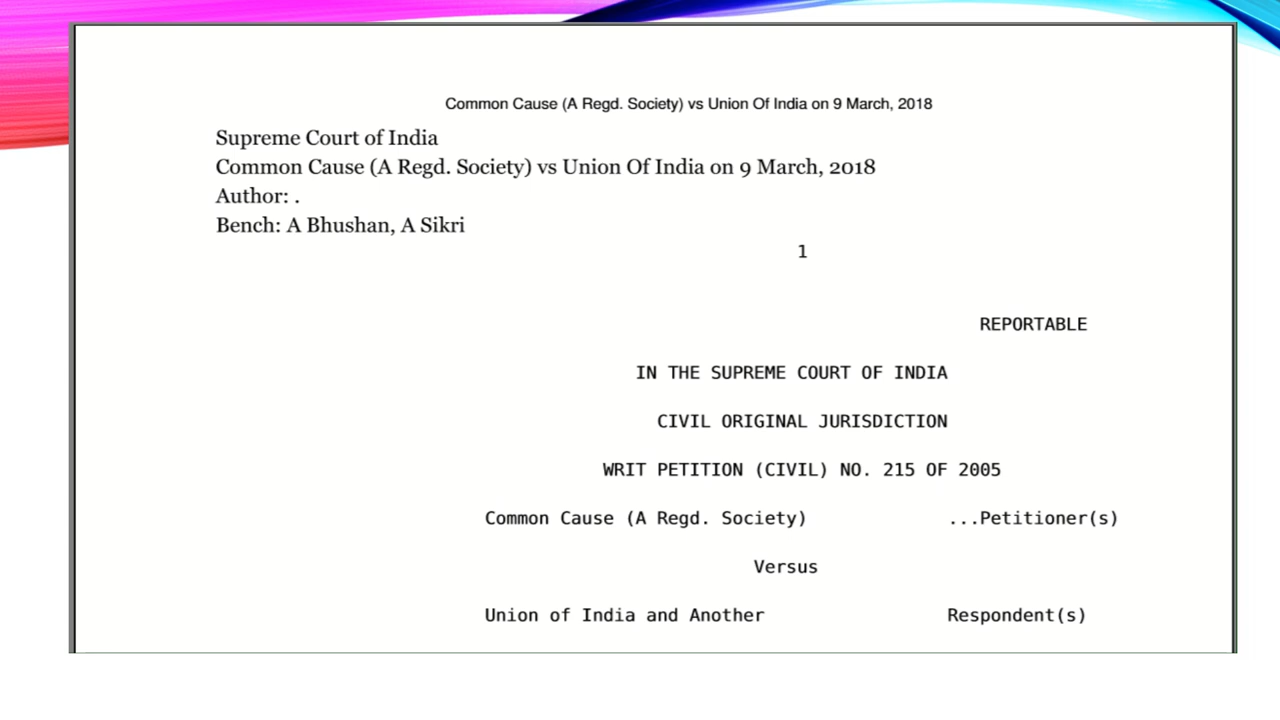 Common Cause (A Regd. Society) vs Union Of India on 9 March, 2018
Supreme Court of India
Common Cause (A Regd. Society) vs Union Of India on 9 March, 2018
Author: .
Bench: A Bhushan, A Sikri
1
REPORTABLE
IN THE SUPREME COURT OF INDIA
CIVIL ORIGINAL JURISDICTION
WRIT PETITION (CIVIL) NO. 215 OF 2005
Common Cause (A Regd. Society) ...Petitioner(s)
Versus
Union of India and Another Respondent(s)